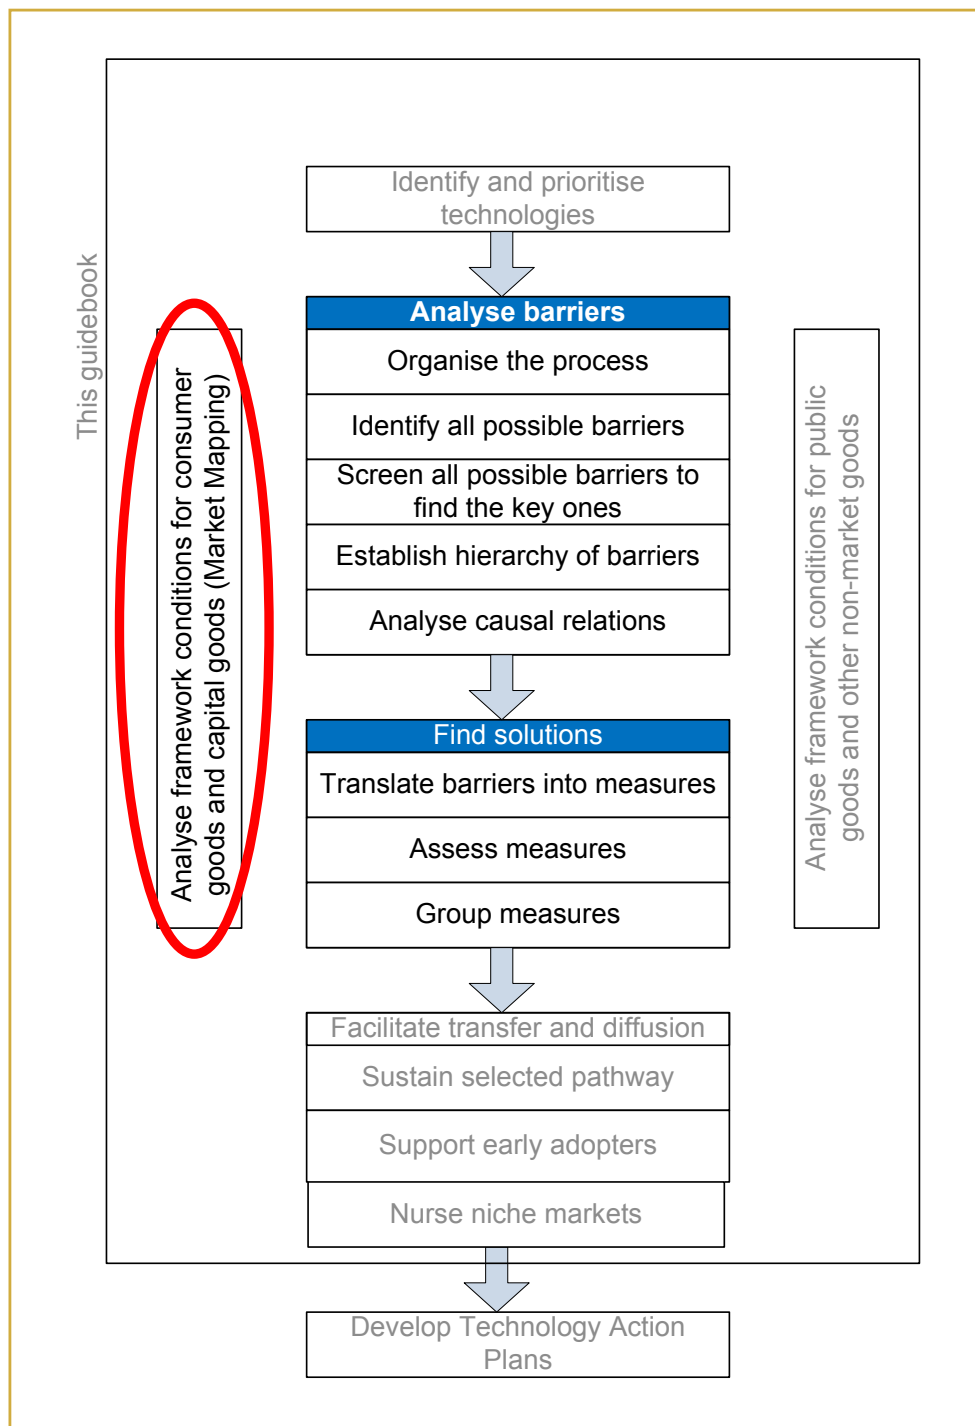 This guidebook
Identify and prioritise
technologies
Analyse barriers
Organise the process
Identify all possible barriers
Screen all possible barriers to
find the key ones
Establish hierarchy of barriers
Analyse causal relations
Find solutions
Translate barriers into measures
Assess measures
Group measures
Facilitate transfer and diffusion
Sustain selected pathway
Support early adopters
Nurse niche markets
Develop Technology Action
Plans
Analyse framework conditions for consumer
goods and capital goods (Market Mapping)
Analyse framework conditions for public
goods and other non-market goods